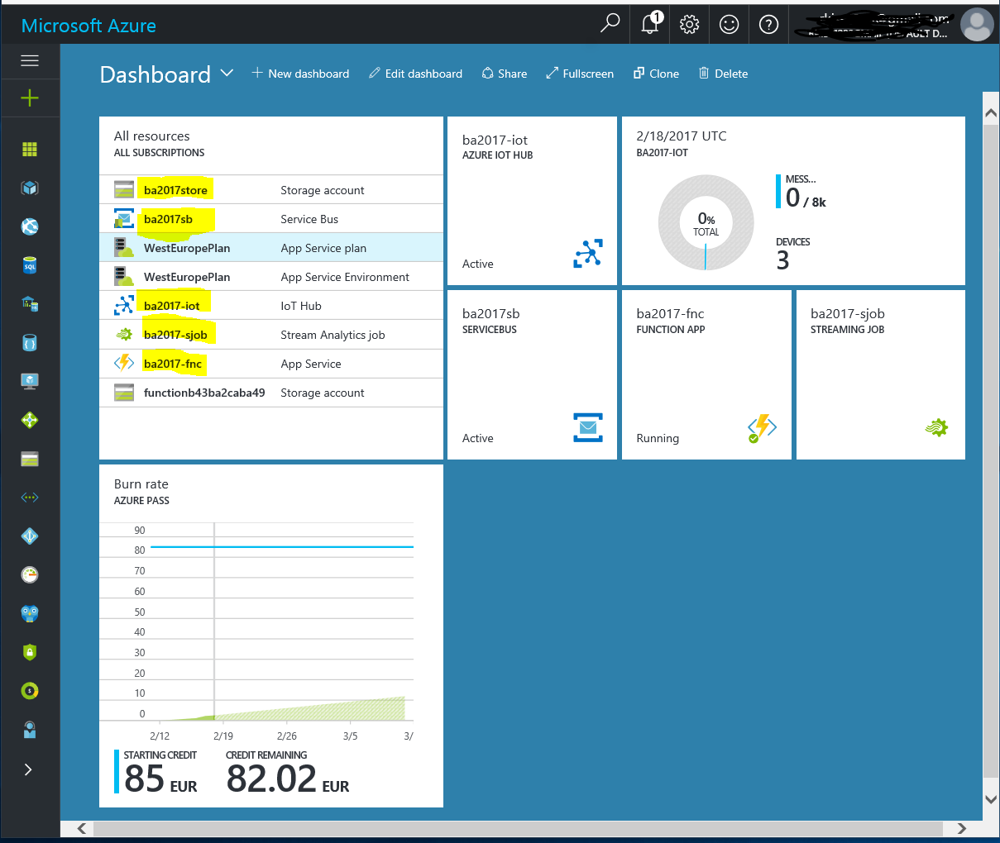 Microsoft Azure
1
Dashboard
New dashboard
Edit dashboard
Share
Fullscreen
Clone
Delete
All resources
ALL SUBSCRIPTIONS
ba2017store Storage account
ba2017sb Service Bus
WestEuropePlan App Service plan
WestEuropePlan App Service Environment
ba2017-iot IoT Hub
ba2017-sjob Stream Analytics job
ba2017-fnc App Service
functionb43ba2caba49 Storage account
ba2017-iot
AZURE IOT HUB
Active
2/18/2017 UTC
BA2017-IOT
0%
TOTAL
MESS...
0 / 8k
DEVICES
3
ba2017sb
SERVICEBUS
Active
ba2017-fnc
FUNCTION APP
Running
ba2017-sjob
STREAMING JOB
Burn rate
AZURE PASS
90
80
70
60
50
40
30
20
10
0
2/12 2/19 2/26 3/5 3/
STARTING CREDIT
85 EUR
CREDIT REMAINING
82.02 EUR
SQL